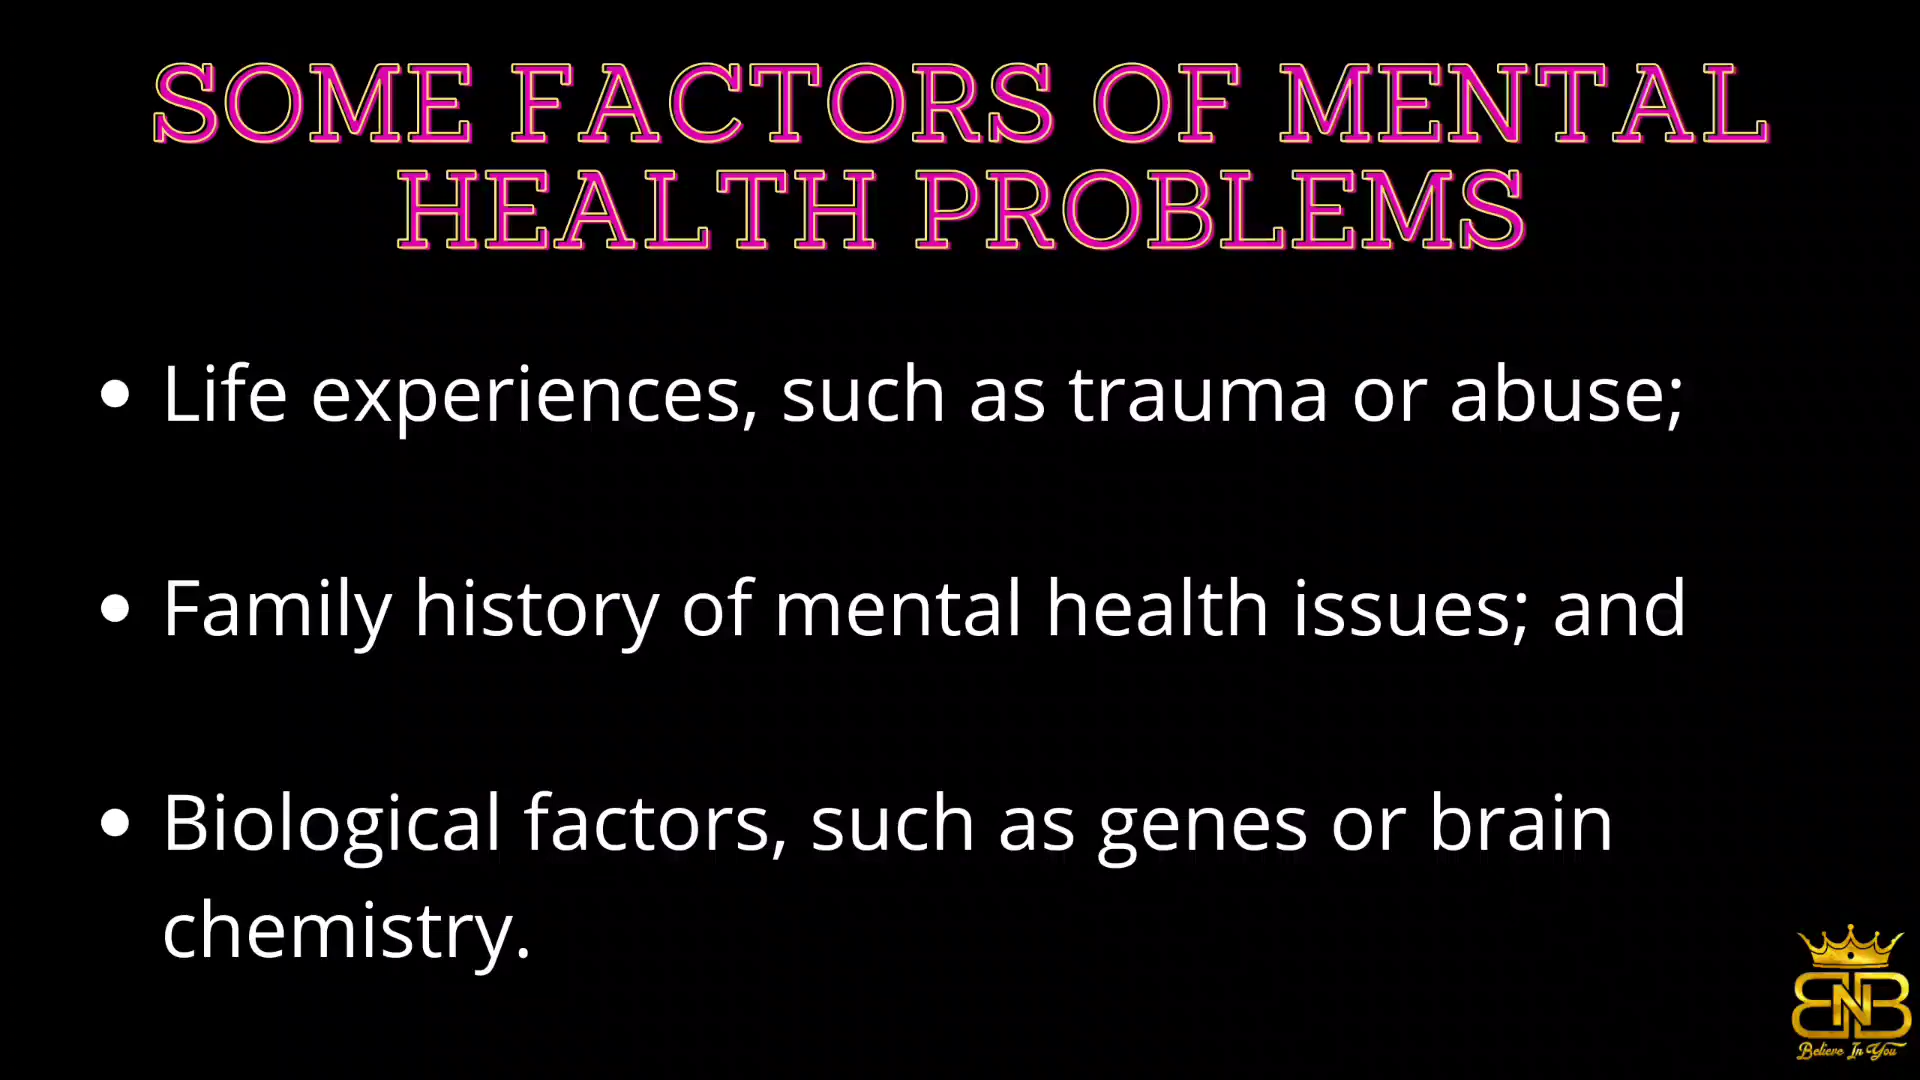 SOME FACTORS OF MENTAL
HEALTH PROBLEMS
• Life experiences, such as trauma or abuse;
• Family history of mental health issues; and
• Biological factors, such as genes or brain
chemistry.
BNB
Believe In You